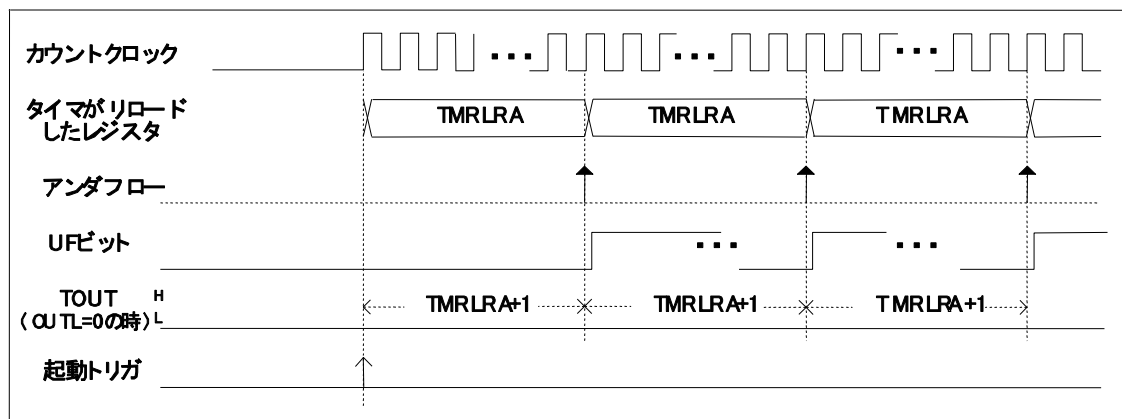 カウントクロック
タイマがリロード
したレジスタ
TMRLRA TMRLRA TMRLRA
アンダフロー
UFビット
TOUT H
(OUTL=0の時) L
TMRLRA+1 TMRLRA+1 TMRLRA+1
起動トリガ